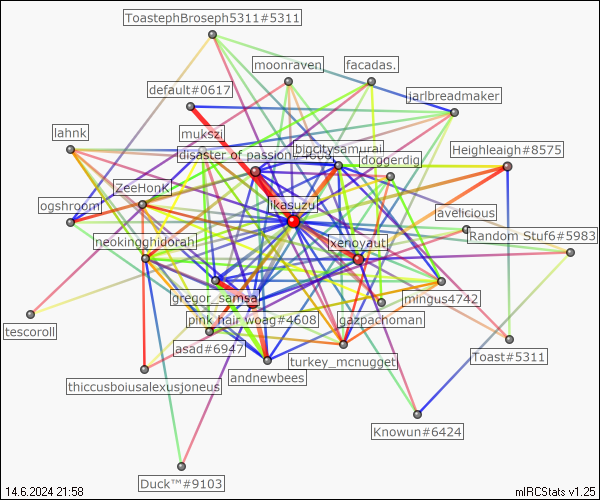 ToastephBroseph5311#5311
moonraven
facadas.
default#0617
jarlbreadmaker
lahnk
mukszi
bigcitysamurai
disaster of passion#4609
doggerdig
Heighleaigh#8575
ZeeHonK
ogshroom
likasuzu
avelicious
neokingghidorah
xenoyaut
Random Stuf6#5983
gregor_samsa.
mingus4742
pink hair woag#4608
gazpachoman
tescoroll
asad#6947
turkey_mcnugget
Toast#5311
thiccusboiusalexusjoneus
andnewbees
Knowun#6424
Duck™#9103
14.6.2024 21:58
mIRCStats v1.25